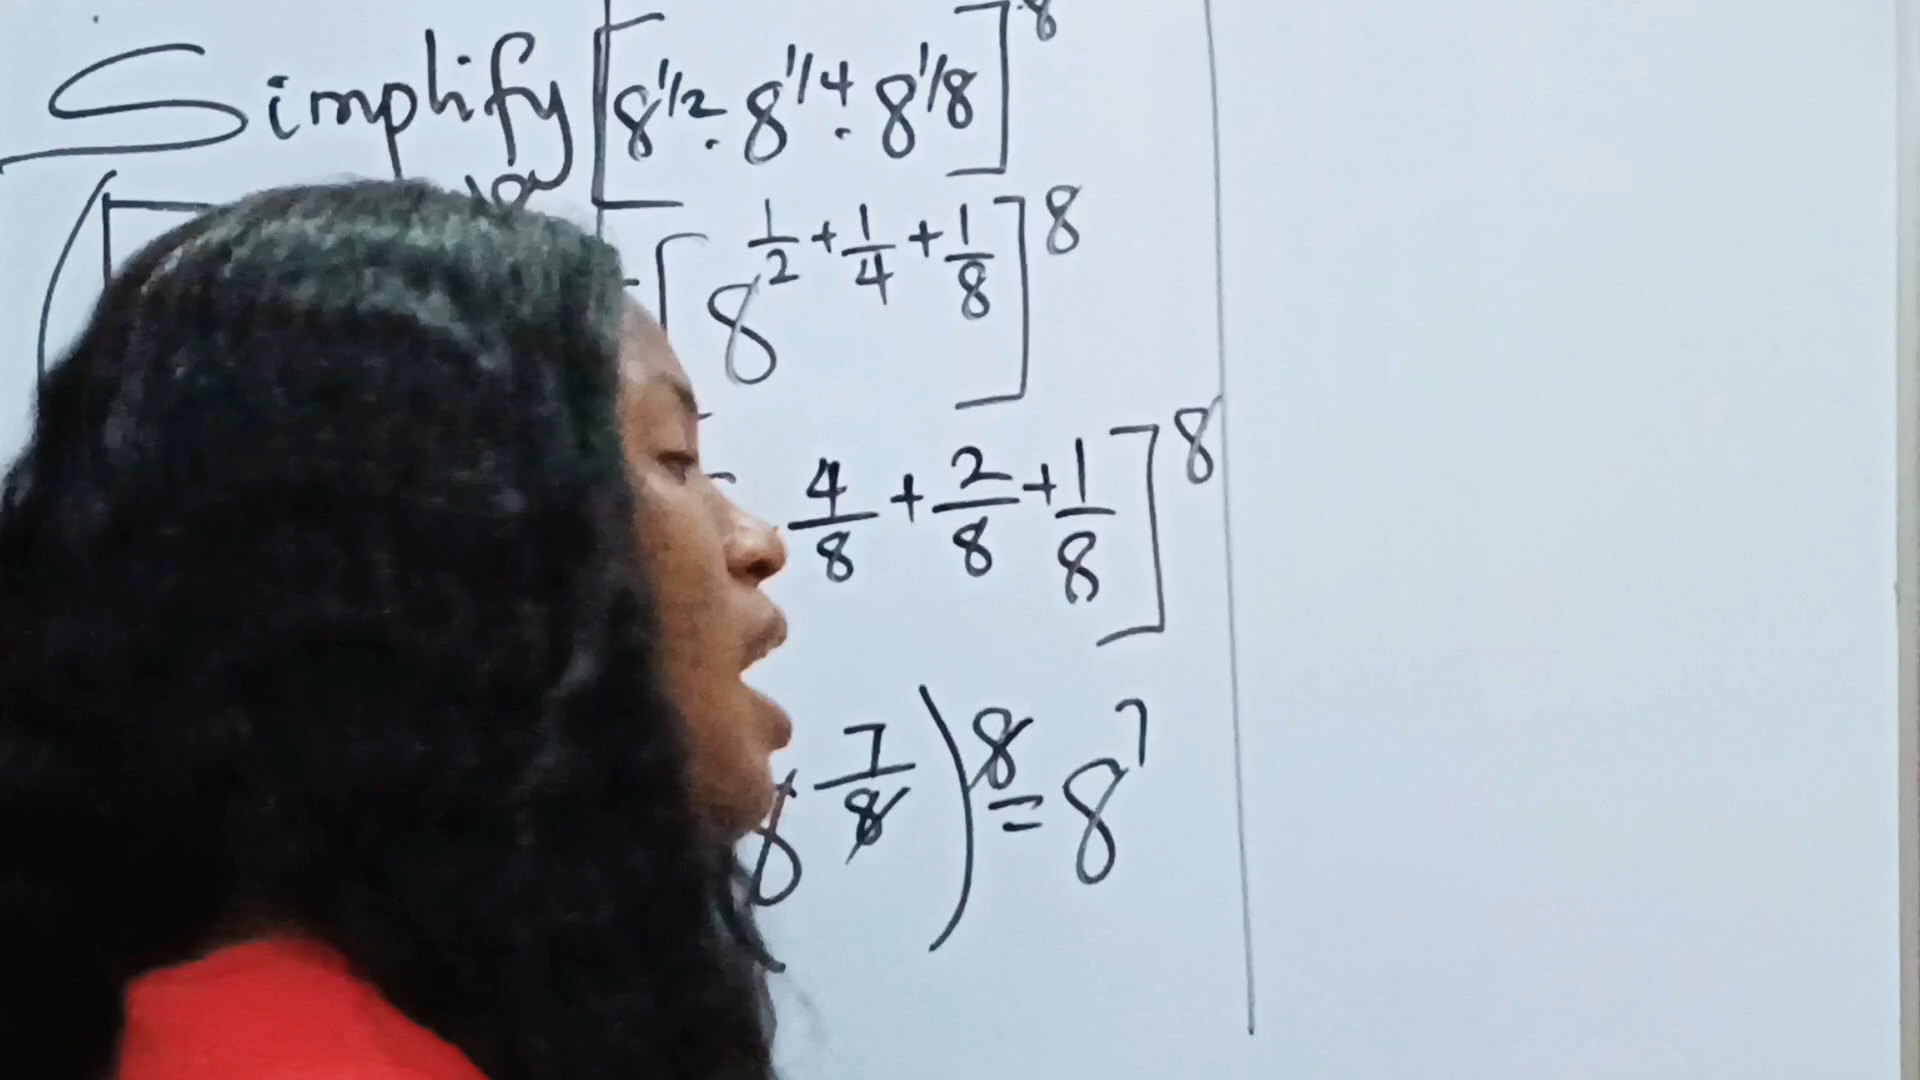 Simplify [8^1/2 . 8^1/4 . 8^1/8]^8
[8^(1/2 + 1/4 + 1/8)]^8
4/8 + 2/8 + 1/8]^8
8^(7/8))^8 = 8^7